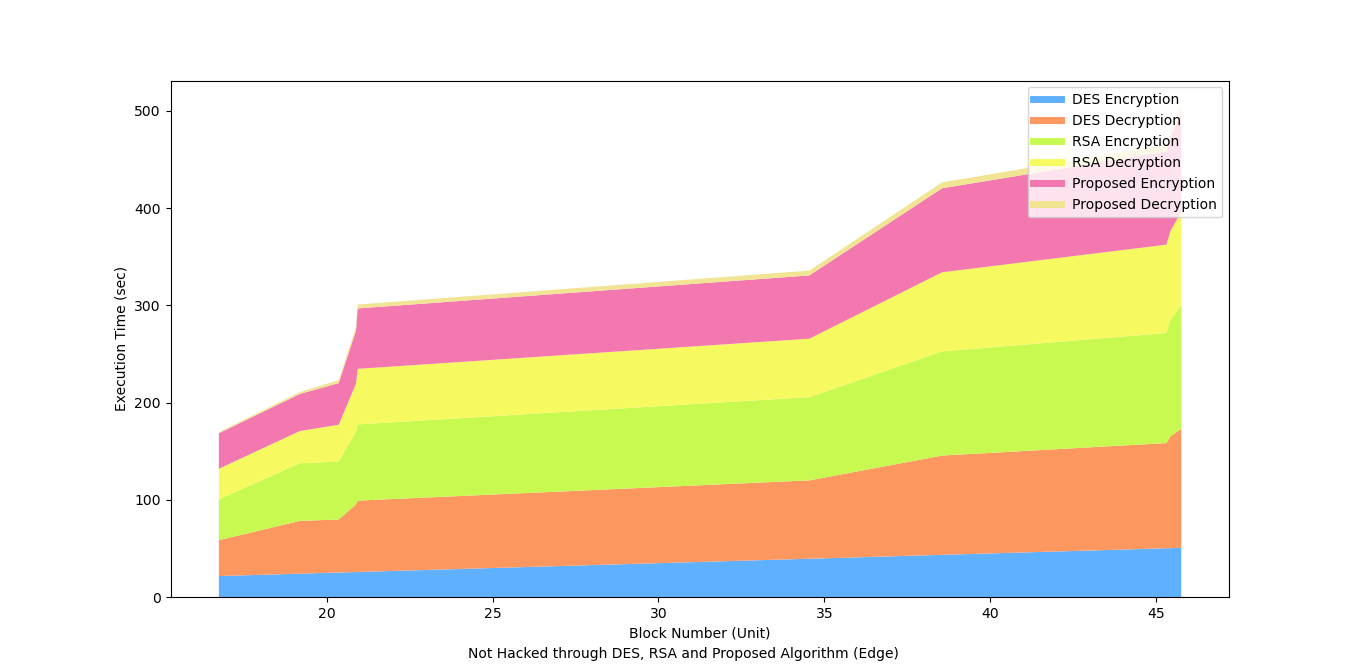 500
400
300
200
100
0
Execution Time (sec)
DES Encryption
DES Decryption
RSA Encryption
RSA Decryption
Proposed Encryption
Proposed Decryption
20 25 30 35 40 45
Block Number (Unit)
Not Hacked through DES, RSA and Proposed Algorithm (Edge)